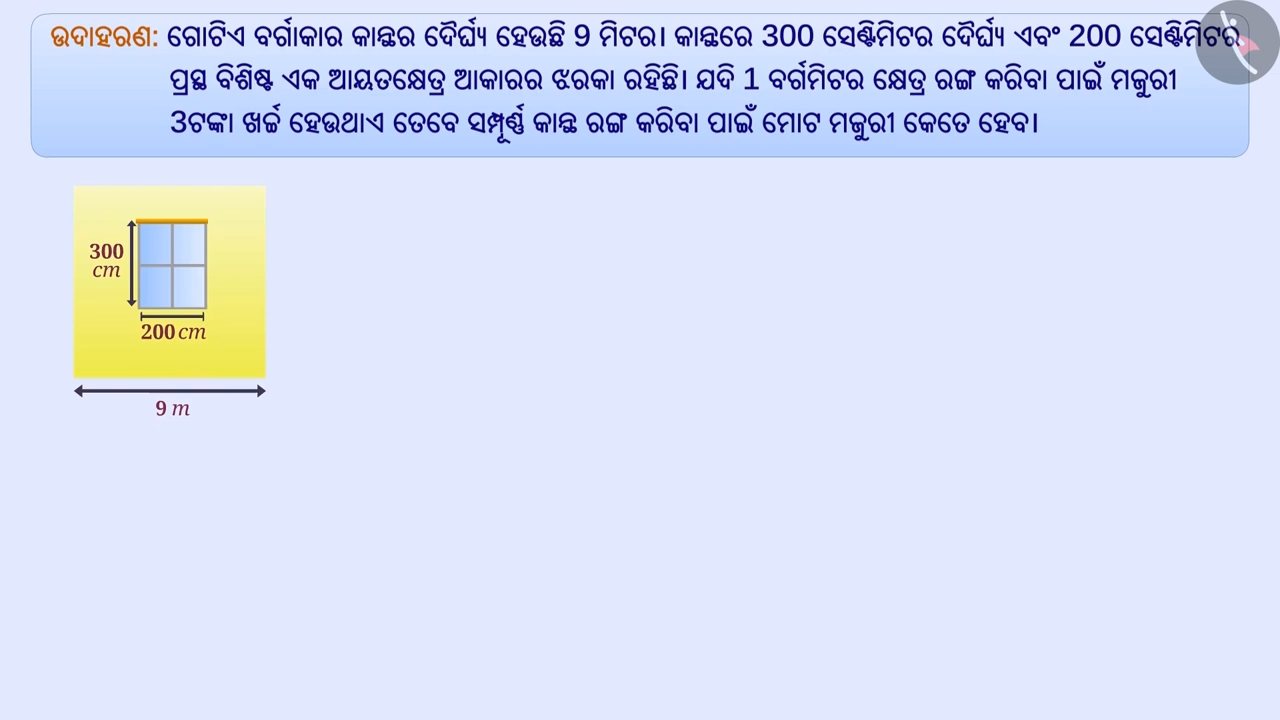 ଉଦାହରଣ: ଗୋଟିଏ ବର୍ଗାକାର କାନ୍ଥର ଦୈର୍ଘ୍ୟ ହେଉଛି 9 ମିଟର। କାନ୍ଥରେ 300 ସେଣ୍ଟିମିଟର ଦୈର୍ଘ୍ୟ ଏବଂ 200 ସେଣ୍ଟିମିଟର
ପ୍ରସ୍ଥ ବିଶିଷ୍ଟ ଏକ ଆୟତକ୍ଷେତ୍ର ଆକାରର ଝରକା ରହିଛି। ଯଦି 1 ବର୍ଗମିଟର କ୍ଷେତ୍ର ରଙ୍ଗ କରିବା ପାଇଁ ମଜୁରୀ
3ଟଙ୍କା ଖର୍ଚ୍ଚ ହେଉଥାଏ ତେବେ ସମ୍ପୂର୍ଣ୍ଣ କାନ୍ଥ ରଙ୍ଗ କରିବା ପାଇଁ ମୋଟ ମଜୁରୀ କେତେ ହେବ।
300
cm
200 cm
9 m